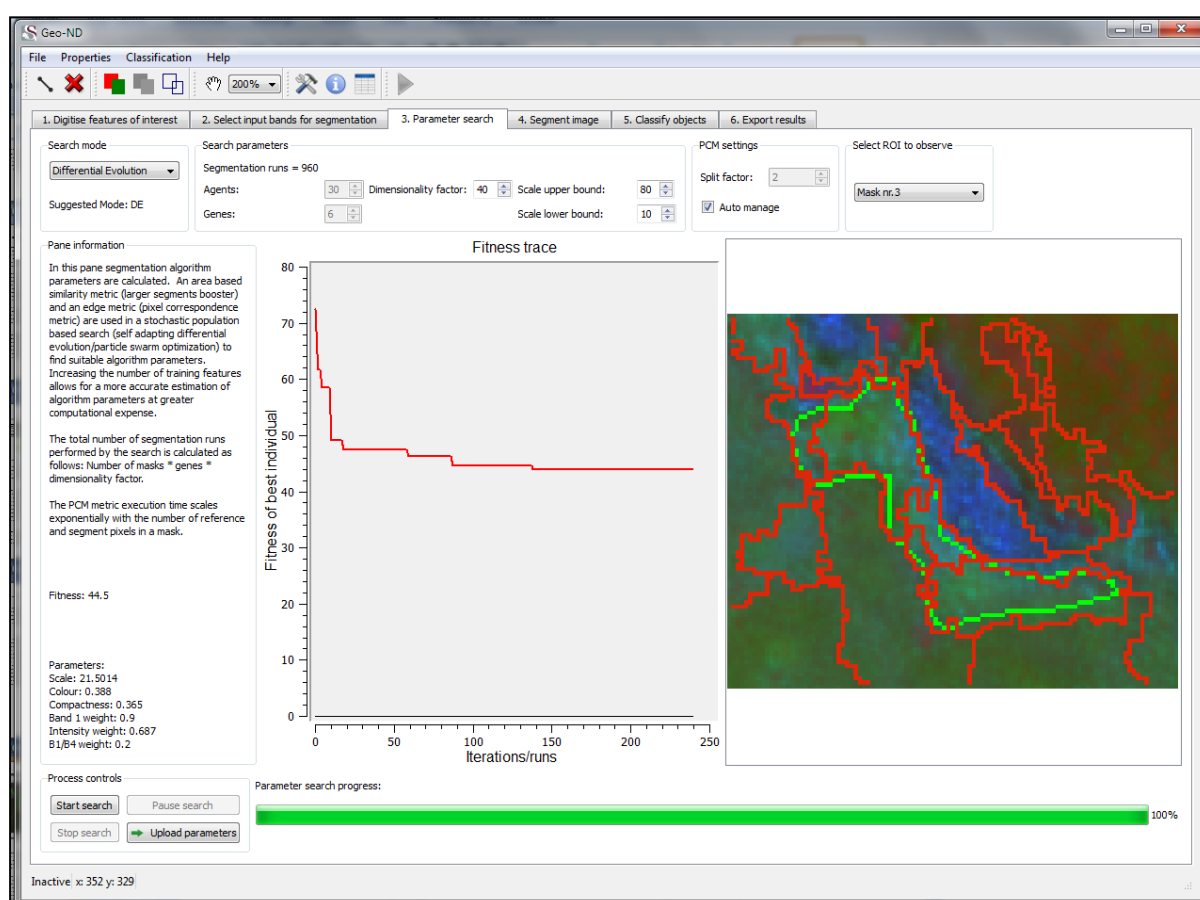 Geo-ND
File Properties Classification Help
200%
1. Digitise features of interest 2. Select input bands for segmentation 3. Parameter search 4. Segment image 5. Classify objects 6. Export results
Search mode
Differential Evolution
Suggested Mode: DE
Search parameters
Segmentation runs = 960
Agents: 30 Dimensionality factor: 40 Scale upper bound: 80
Genes: 6 Scale lower bound: 10
PCM settings
Split factor: 2
Auto manage
Select ROI to observe
Mask nr.3
Pane information
In this pane segmentation algorithm
parameters are calculated. An area based
similarity metric (larger segments booster)
and an edge metric (pixel correspondence
metric) are used in a stochastic population
based search (self adapting differential
evolution/particle swarm optimization) to
find suitable algorithm parameters.
Increasing the number of training features
allows for a more accurate estimation of
algorithm parameters at greater
computational expense.
The total number of segmentation runs
performed by the search is calculated as
follows: Number of masks * genes *
dimensionality factor.
The PCM metric execution time scales
exponentially with the number of reference
and segment pixels in a mask.
Fitness: 44.5
Parameters:
Scale: 21.5014
Colour: 0.388
Compactness: 0.365
Band 1 weight: 0.9
Intensity weight: 0.687
B1/B4 weight: 0.2
Fitness trace
Fitness of best individual
80
70
60
50
40
30
20
10
0
0 50 100 150 200 250
Iterations/runs
Process controls
Start search Pause search
Stop search Upload parameters
Parameter search progress:
100%
Inactive x: 352 y: 329